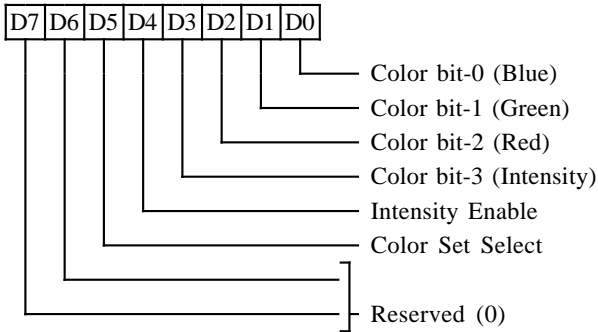 D7 D6 D5 D4 D3 D2 D1 D0
Color bit-0 (Blue)
Color bit-1 (Green)
Color bit-2 (Red)
Color bit-3 (Intensity)
Intensity Enable
Color Set Select
Reserved (0)